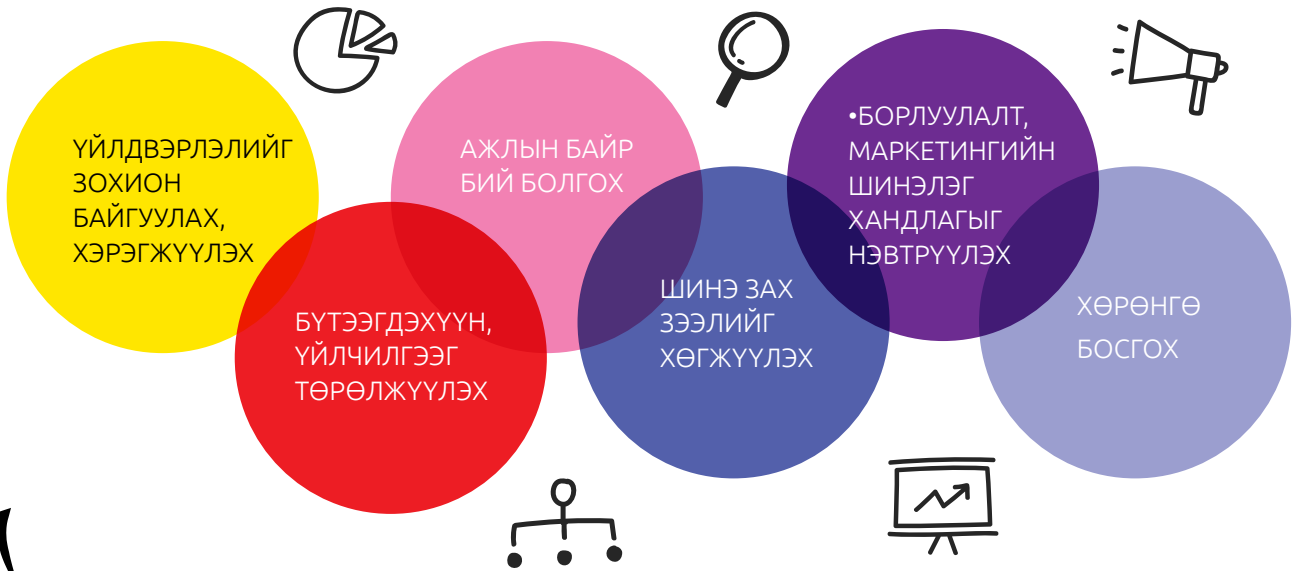 ҮЙЛДВЭРЛЭЛИЙГ
ЗОХИОН
БАЙГУУЛАХ,
ХЭРЭГЖҮҮЛЭХ
БҮТЭЭГДЭХҮҮН,
ҮЙЛЧИЛГЭЭГ
ТӨРӨЛЖҮҮЛЭХ
АЖЛЫН БАЙР
БИЙ БОЛГОХ
ШИНЭ ЗАХ
ЗЭЭЛИЙГ
ХӨГЖҮҮЛЭХ
•БОРЛУУЛАЛТ,
МАРКЕТИНГИЙН
ШИНЭЛЭГ
ХАНДЛАГЫГ
НЭВТРҮҮЛЭХ
ХӨРӨНГӨ
БОСГОХ